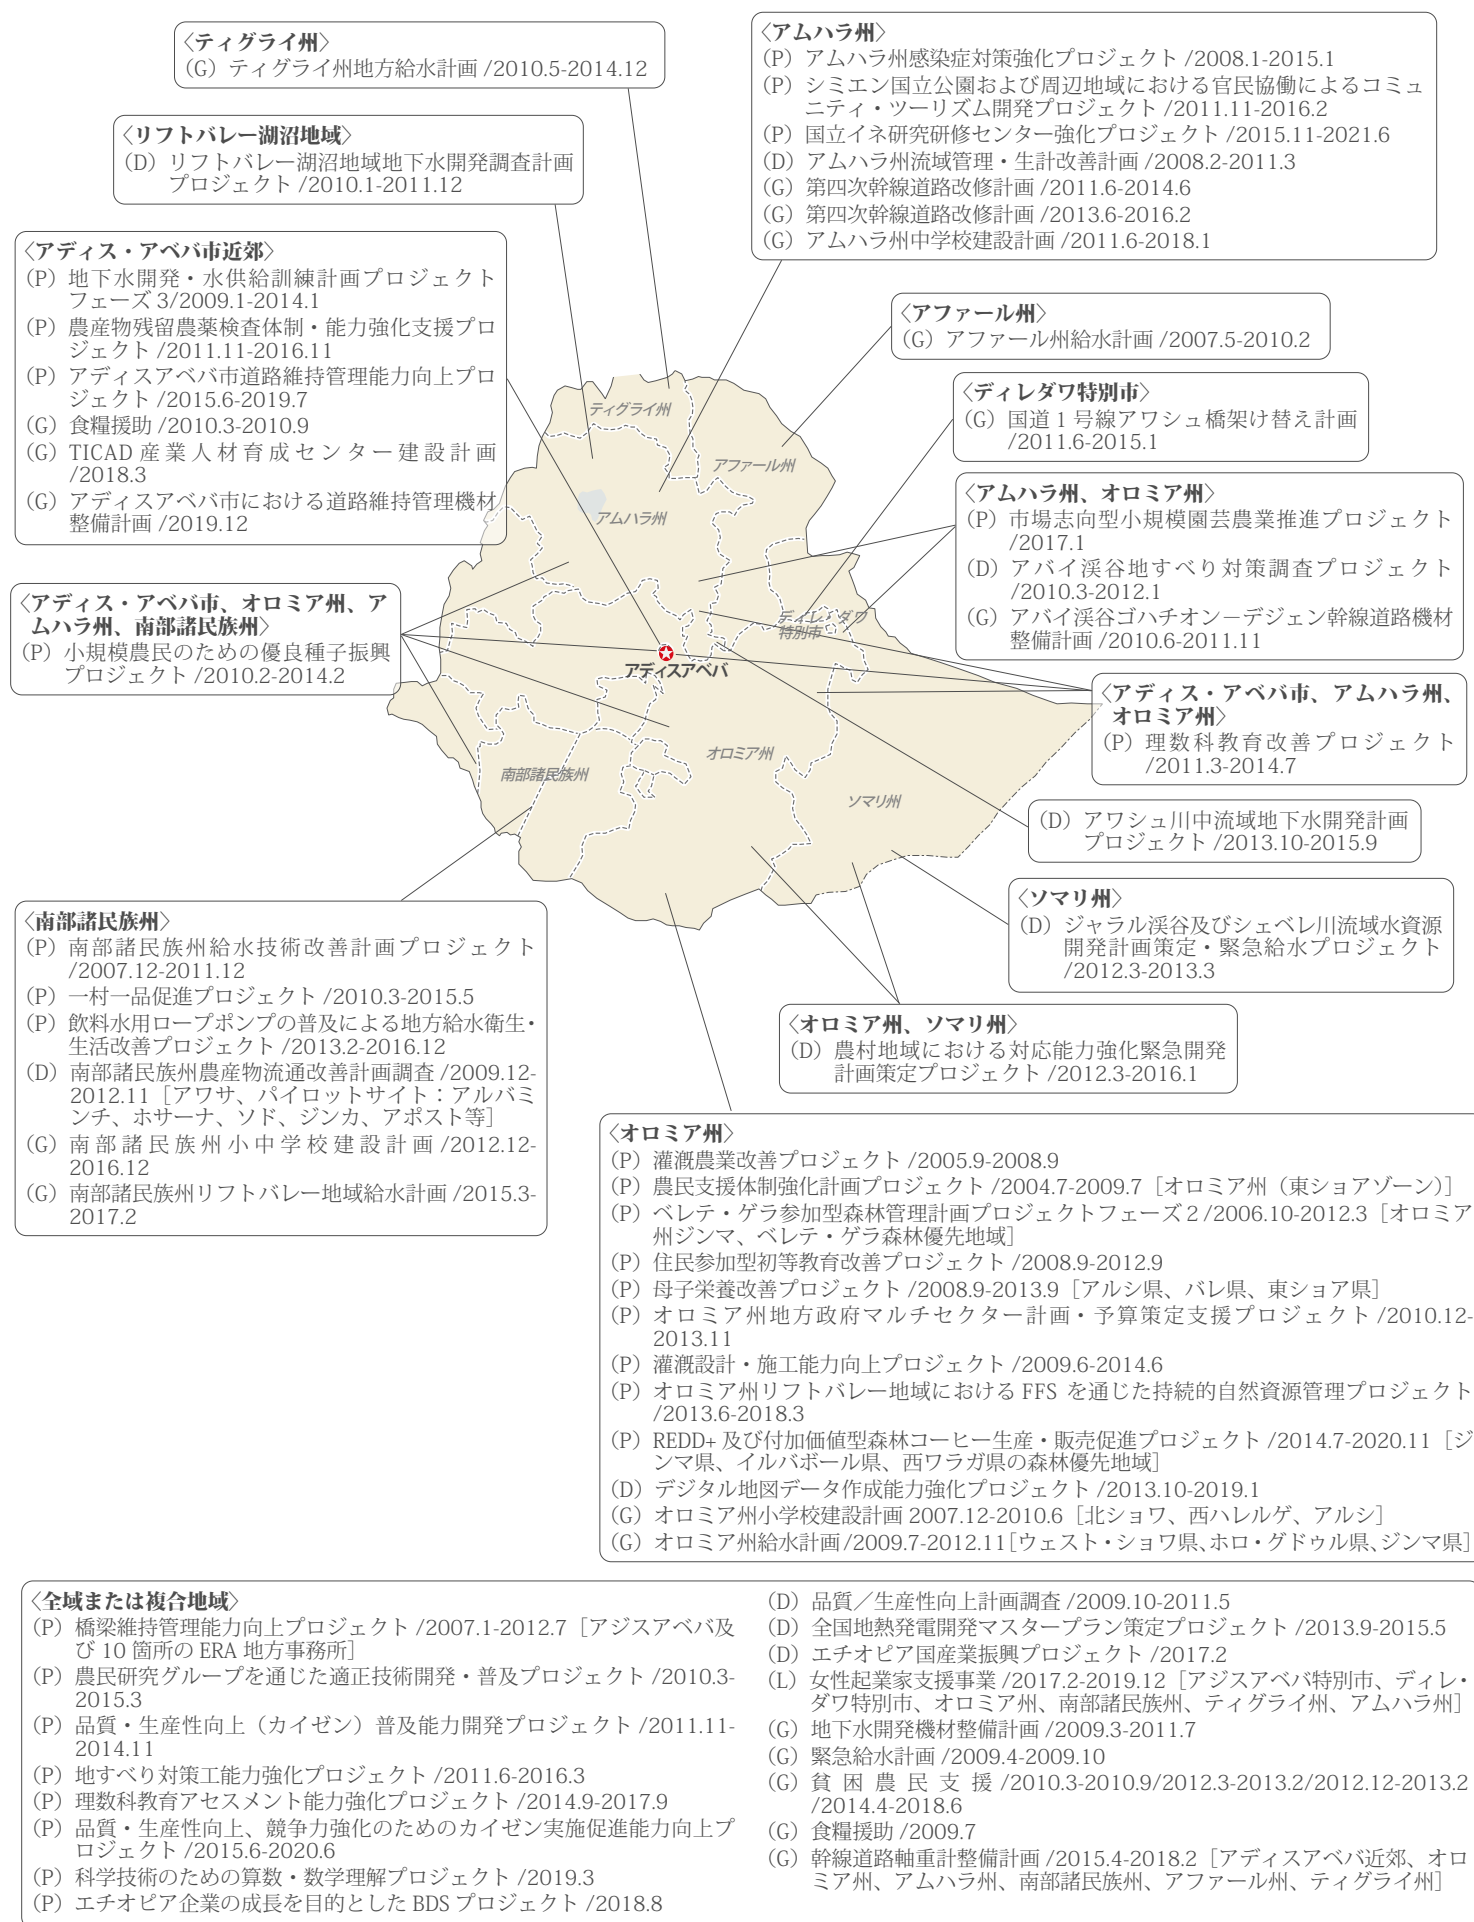 〈ティグライ州〉
(G) ティグライ州地方給水計画 /2010.5-2014.12
〈リフトバレー湖沼地域〉
(D) リフトバレー湖沼地域地下水開発調査計画
プロジェクト /2010.1-2011.12
〈アディス・アベバ市近郊〉
(P) 地下水開発・水供給訓練計画プロジェクト
フェーズ 3/2009.1-2014.1
(P) 農産物残留農薬検査体制・能力強化支援プロ
ジェクト /2011.11-2016.11
(P) アディスアベバ市道路維持管理能力向上プロ
ジェクト /2015.6-2019.7
(G) 食糧援助 /2010.3-2010.9
(G) TICAD 産業人材育成センター建設計画
/2018.3
(G) アディスアベバ市における道路維持管理機材
整備計画 /2019.12
〈アディス・アベバ市、オロミア州、ア
ムハラ州、南部諸民族州〉
(P) 小規模農民のための優良種子振興
プロジェクト /2010.2-2014.2
〈アムハラ州〉
(P) アムハラ州感染症対策強化プロジェクト /2008.1-2015.1
(P) シミエン国立公園および周辺地域における官民協働によるコミュ
ニティ・ツーリズム開発プロジェクト /2011.11-2016.2
(P) 国立イネ研究研修センター強化プロジェクト /2015.11-2021.6
(D) アムハラ州流域管理・生計改善計画 /2008.2-2011.3
(G) 第四次幹線道路改修計画 /2011.6-2014.6
(G) 第四次幹線道路改修計画 /2013.6-2016.2
(G) アムハラ州中学校建設計画 /2011.6-2018.1
〈アファール州〉
(G) アファール州給水計画 /2007.5-2010.2
〈ディレダワ特別市〉
(G) 国道 1 号線アワシュ橋架け替え計画
/2011.6-2015.1
〈アムハラ州、オロミア州〉
(P) 市場志向型小規模園芸農業推進プロジェクト
/2017.1
(D) アバイ渓谷地すべり対策調査プロジェクト
/2010.3-2012.1
(G) アバイ渓谷ゴハチオン－デジェン幹線道路機材
整備計画 /2010.6-2011.11
〈アディス・アベバ市、アムハラ州、
オロミア州〉
(P) 理数科教育改善プロジェクト
/2011.3-2014.7
(D) アワシュ川中流域地下水開発計画
プロジェクト /2013.10-2015.9
〈ソマリ州〉
(D) ジャラル渓谷及びシェベレ川流域水資源
開発計画策定・緊急給水プロジェクト
/2012.3-2013.3
〈オロミア州、ソマリ州〉
(D) 農村地域における対応能力強化緊急開発
計画策定プロジェクト /2012.3-2016.1
ティグライ州
アファール州
アムハラ州
ディレ・ダワ
特別市
アディスアベバ
オロミア州
南部諸民族州
ソマリ州
〈南部諸民族州〉
(P) 南部諸民族州給水技術改善計画プロジェクト
/2007.12-2011.12
(P) 一村一品促進プロジェクト /2010.3-2015.5
(P) 飲料水用ロープポンプの普及による地方給水衛生・
生活改善プロジェクト /2013.2-2016.12
(D) 南部諸民族州農産物流通改善計画調査 /2009.12-
2012.11［アワサ、パイロットサイト：アルバミ
ンチ、ホサーナ、ソド、ジンカ、アポスト等］
(G) 南部諸民族州小中学校建設計画 /2012.12-
2016.12
(G) 南部諸民族州リフトバレー地域給水計画 /2015.3-
2017.2
〈オロミア州〉
(P) 灌漑農業改善プロジェクト /2005.9-2008.9
(P) 農民支援体制強化計画プロジェクト /2004.7-2009.7［オロミア州（東ショアゾーン）］
(P) ベレテ・ゲラ参加型森林管理計画プロジェクトフェーズ 2 /2006.10-2012.3［オロミア
州ジンマ、ベレテ・ゲラ森林優先地域］
(P) 住民参加型初等教育改善プロジェクト /2008.9-2012.9
(P) 母子栄養改善プロジェクト /2008.9-2013.9［アルシ県、バレ県、東ショア県］
(P) オロミア州地方政府マルチセクター計画・予算策定支援プロジェクト /2010.12-
2013.11
(P) 灌漑設計・施工能力向上プロジェクト /2009.6-2014.6
(P) オロミア州リフトバレー地域における FFS を通じた持続的自然資源管理プロジェクト
/2013.6-2018.3
(P) REDD+ 及び付加価値型森林コーヒー生産・販売促進プロジェクト /2014.7-2020.11［ジ
ンマ県、イルバボール県、西ワラガ県の森林優先地域］
(D) デジタル地図データ作成能力強化プロジェクト /2013.10-2019.1
(G) オロミア州小学校建設計画 2007.12-2010.6［北ショワ、西ハレルゲ、アルシ］
(G) オロミア州給水計画 /2009.7-2012.11［ウェスト・ショワ県、ホロ・グドゥル県、ジンマ県］
〈全域または複合地域〉
(P) 橋梁維持管理能力向上プロジェクト /2007.1-2012.7［アジスアベバ及
び 10 箇所の ERA 地方事務所］
(P) 農民研究グループを通じた適正技術開発・普及プロジェクト /2010.3-
2015.3
(P) 品質・生産性向上（カイゼン）普及能力開発プロジェクト /2011.11-
2014.11
(P) 地すべり対策工能力強化プロジェクト /2011.6-2016.3
(P) 理数科教育アセスメント能力強化プロジェクト /2014.9-2017.9
(P) 品質・生産性向上、競争力強化のためのカイゼン実施促進能力向上プ
ロジェクト /2015.6-2020.6
(P) 科学技術のための算数・数学理解プロジェクト /2019.3
(P) エチオピア企業の成長を目的とした BDS プロジェクト /2018.8
(D) 品質／生産性向上計画調査 /2009.10-2011.5
(D) 全国地熱発電開発マスタープラン策定プロジェクト /2013.9-2015.5
(D) エチオピア国産業振興プロジェクト /2017.2
(L) 女性起業家支援事業 /2017.2-2019.12［アジスアベバ特別市、ディレ・
ダワ特別市、オロミア州、南部諸民族州、ティグライ州、アムハラ州］
(G) 地下水開発機材整備計画 /2009.3-2011.7
(G) 緊急給水計画 /2009.4-2009.10
(G) 貧困農民支援 /2010.3-2010.9/2012.3-2013.2/2012.12-2013.2
/2014.4-2018.6
(G) 食糧援助 /2009.7
(G) 幹線道路軸重計整備計画 /2015.4-2018.2［アディスアベバ近郊、オロ
ミア州、アムハラ州、南部諸民族州、アファール州、ティグライ州］